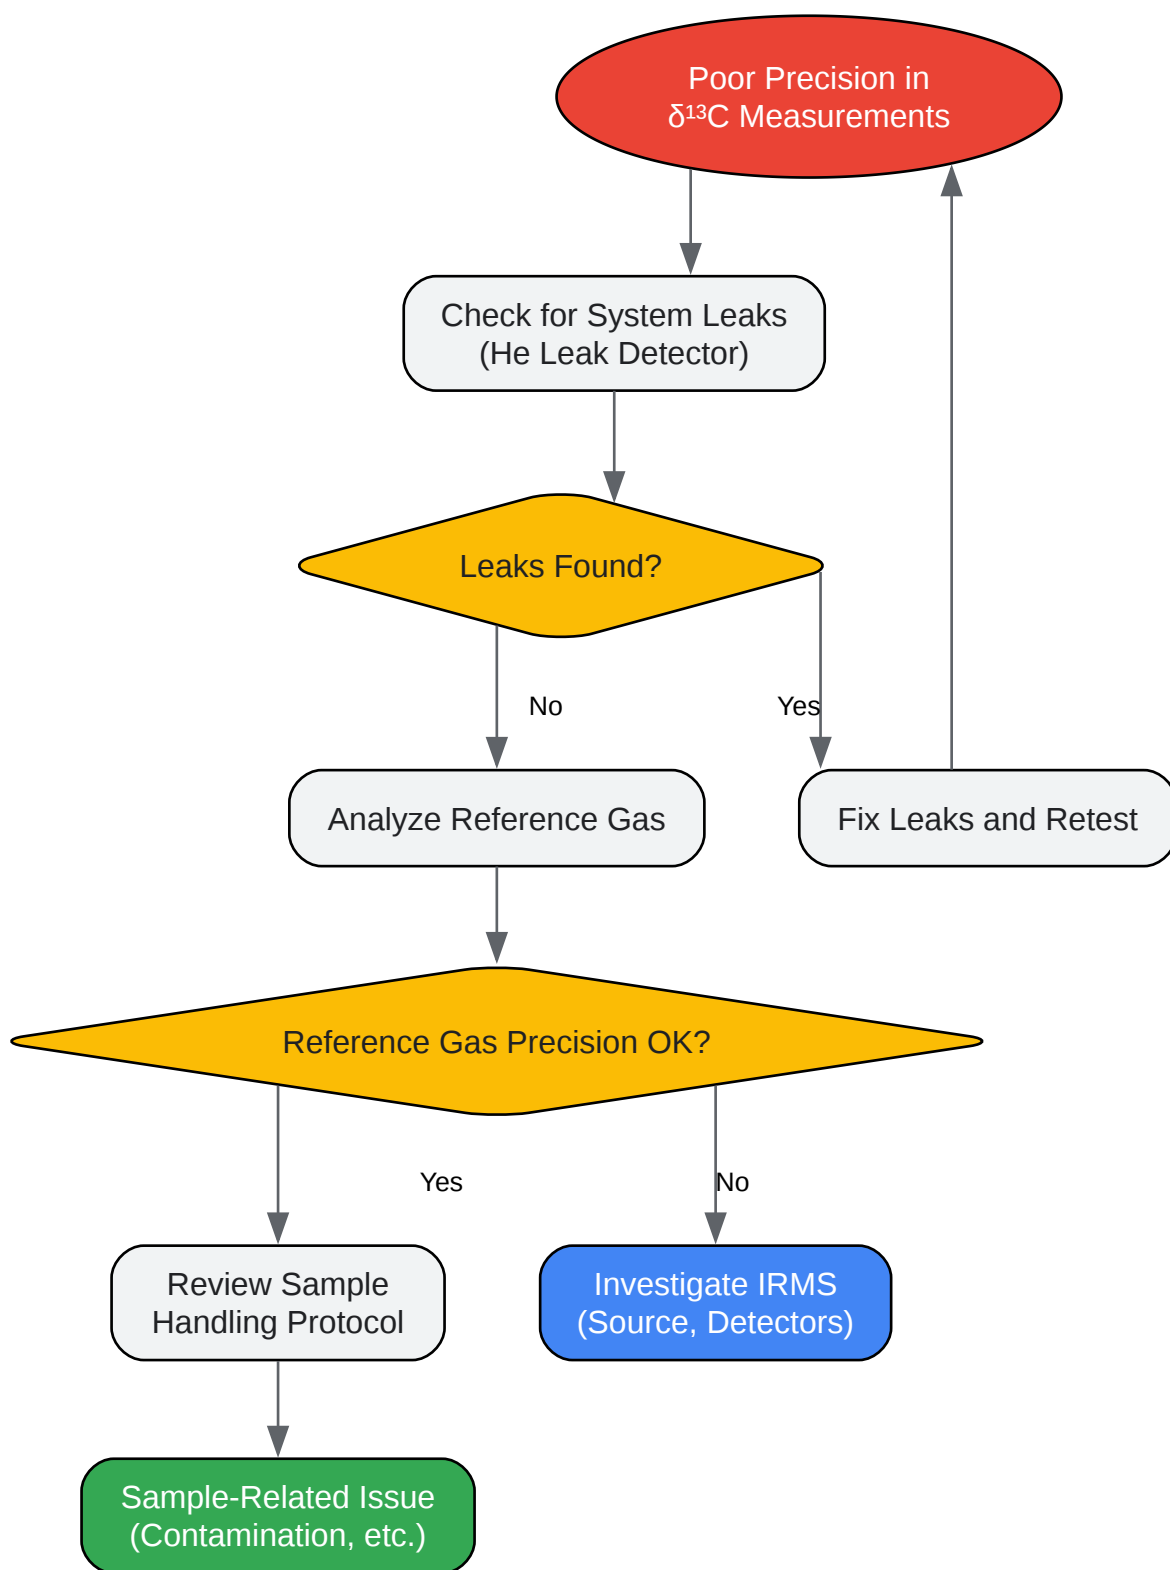 Poor Precision in
δ¹³C Measurements
Check for System Leaks
(He Leak Detector)
Leaks Found?
No
Yes
Analyze Reference Gas
Fix Leaks and Retest
Reference Gas Precision OK?
Yes
No
Review Sample
Handling Protocol
Investigate IRMS
(Source, Detectors)
Sample-Related Issue
(Contamination, etc.)